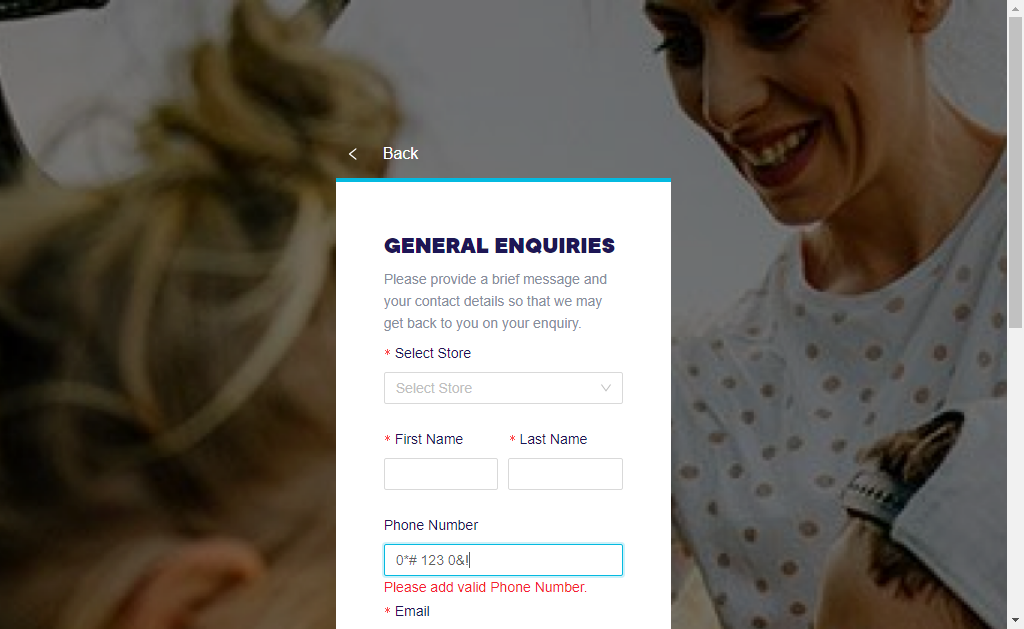 Back
GENERAL ENQUIRIES
Please provide a brief message and
your contact details so that we may
get back to you on your enquiry.
* Select Store
Select Store
* First Name * Last Name
Phone Number
0*# 123 0&!
Please add valid Phone Number.
* Email